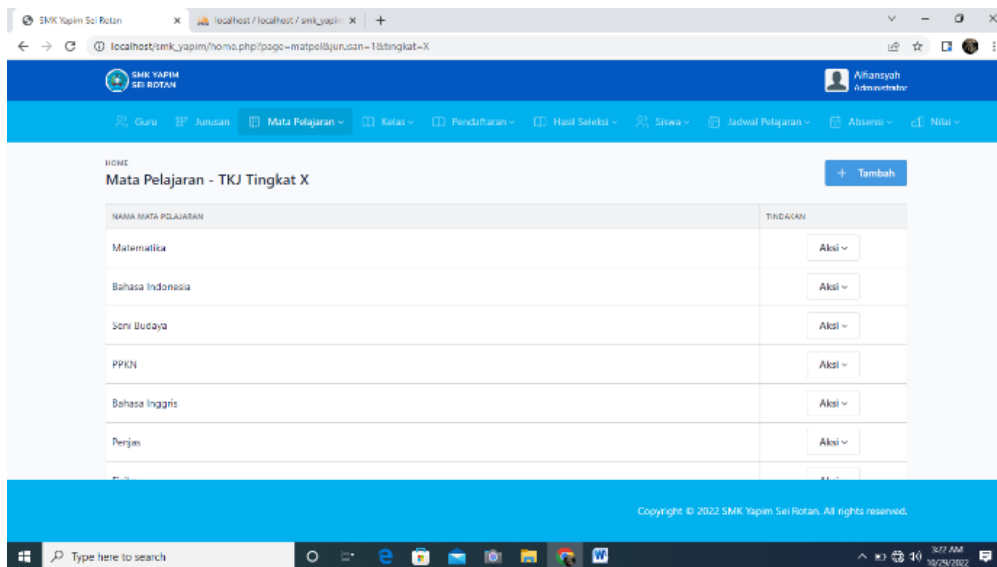 SMK Yapim Sei Rotan
localhost / localhost / smk_yapim
localhost/smk_yapim/home.php?page=matpel&jurusan=1&tingkat=X
SMK YAPIM
SEI ROTAN
Alfiansyah
Administrator
Guru Jurusan Mata Pelajaran Kelas Pendaftaran Hasil Seleksi Siswa Jadwal Pelajaran Absensi Nilai
HOME
Mata Pelajaran - TKJ Tingkat X
+ Tambah
NAMA MATA PELAJARAN TINDAKAN
Matematika Aksi
Bahasa Indonesia Aksi
Seni Budaya Aksi
PPKN Aksi
Bahasa Inggris Aksi
Penjas Aksi
Copyright © 2022 SMK Yapim Sei Rotan. All rights reserved.
Type here to search
3:22 AM
10/29/2022